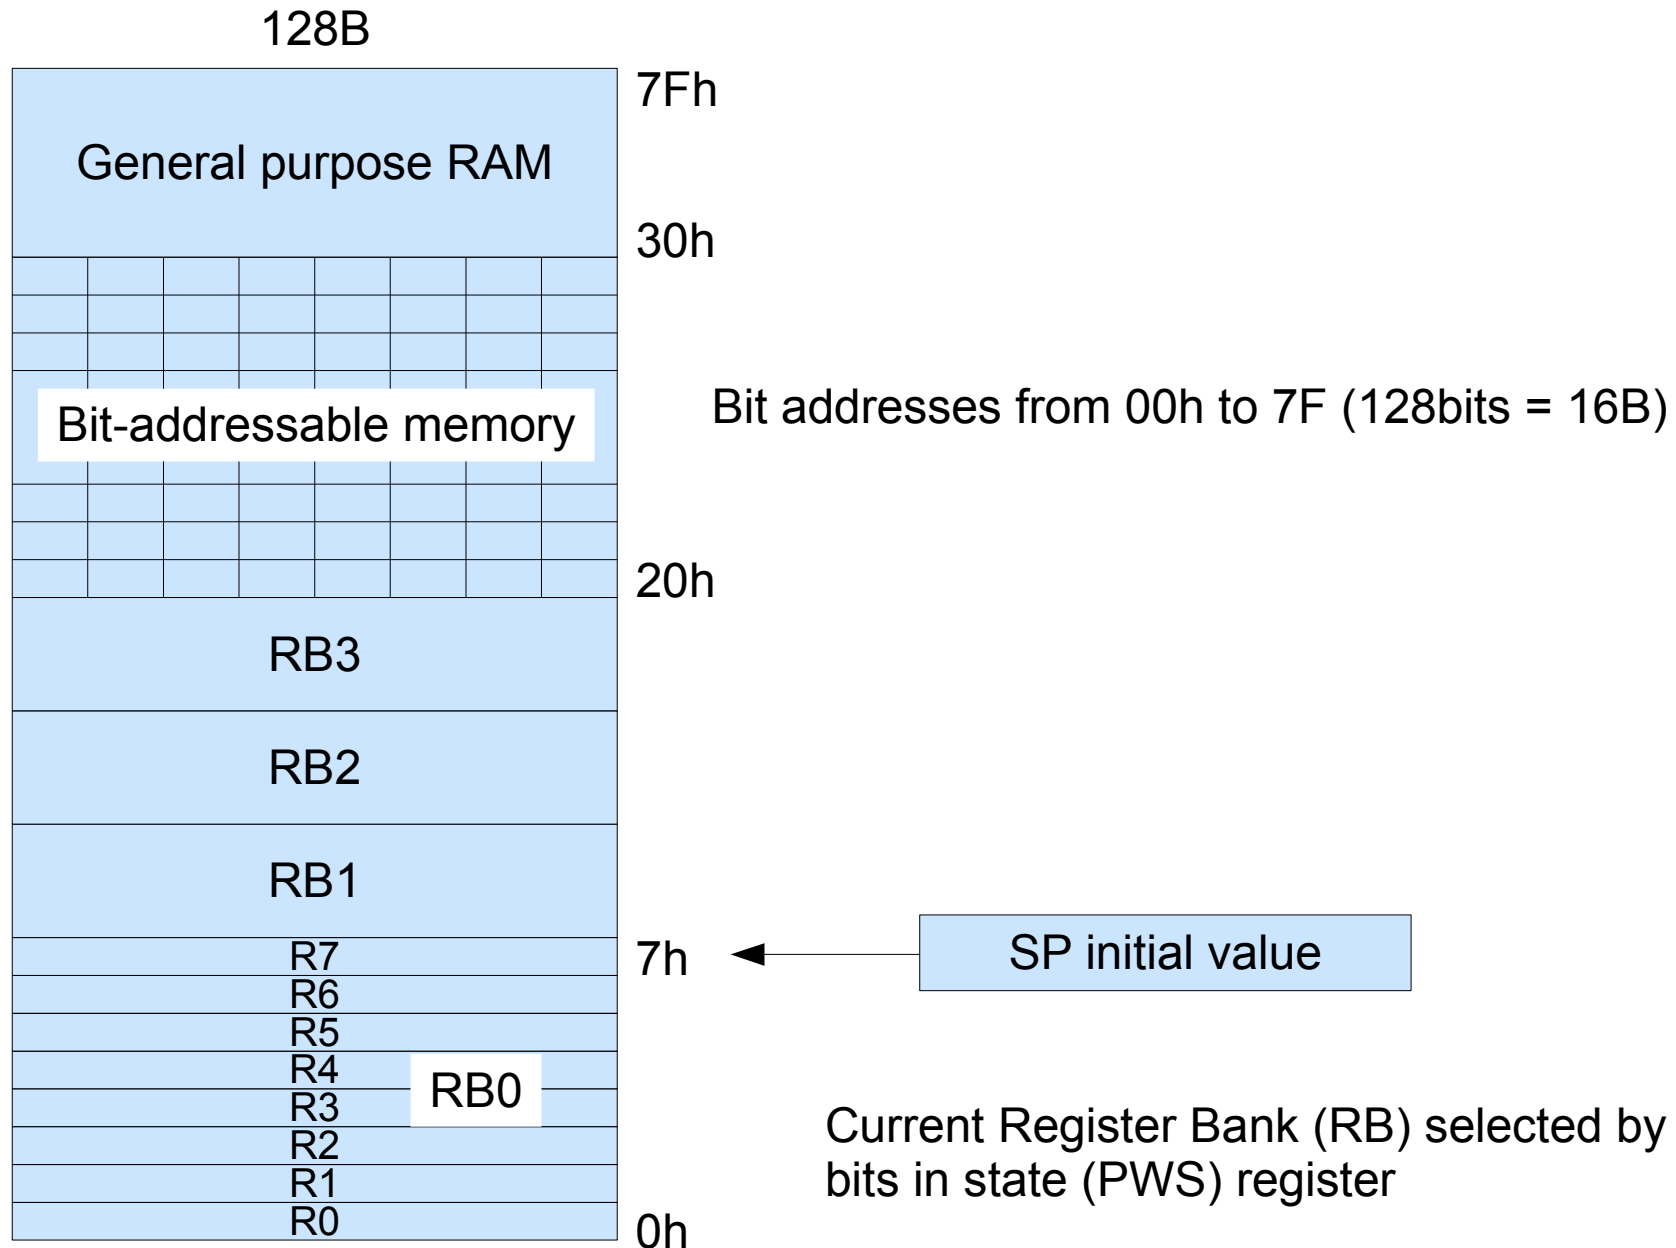 128B
7Fh
General purpose RAM
30h
Bit-addressable memory
Bit addresses from 00h to 7F (128bits = 16B)
20h
RB3
RB2
RB1
R7
7h
SP initial value
R6
R5
R4
RB0
R3
R2
R1
R0
0h
Current Register Bank (RB) selected by
bits in state (PWS) register